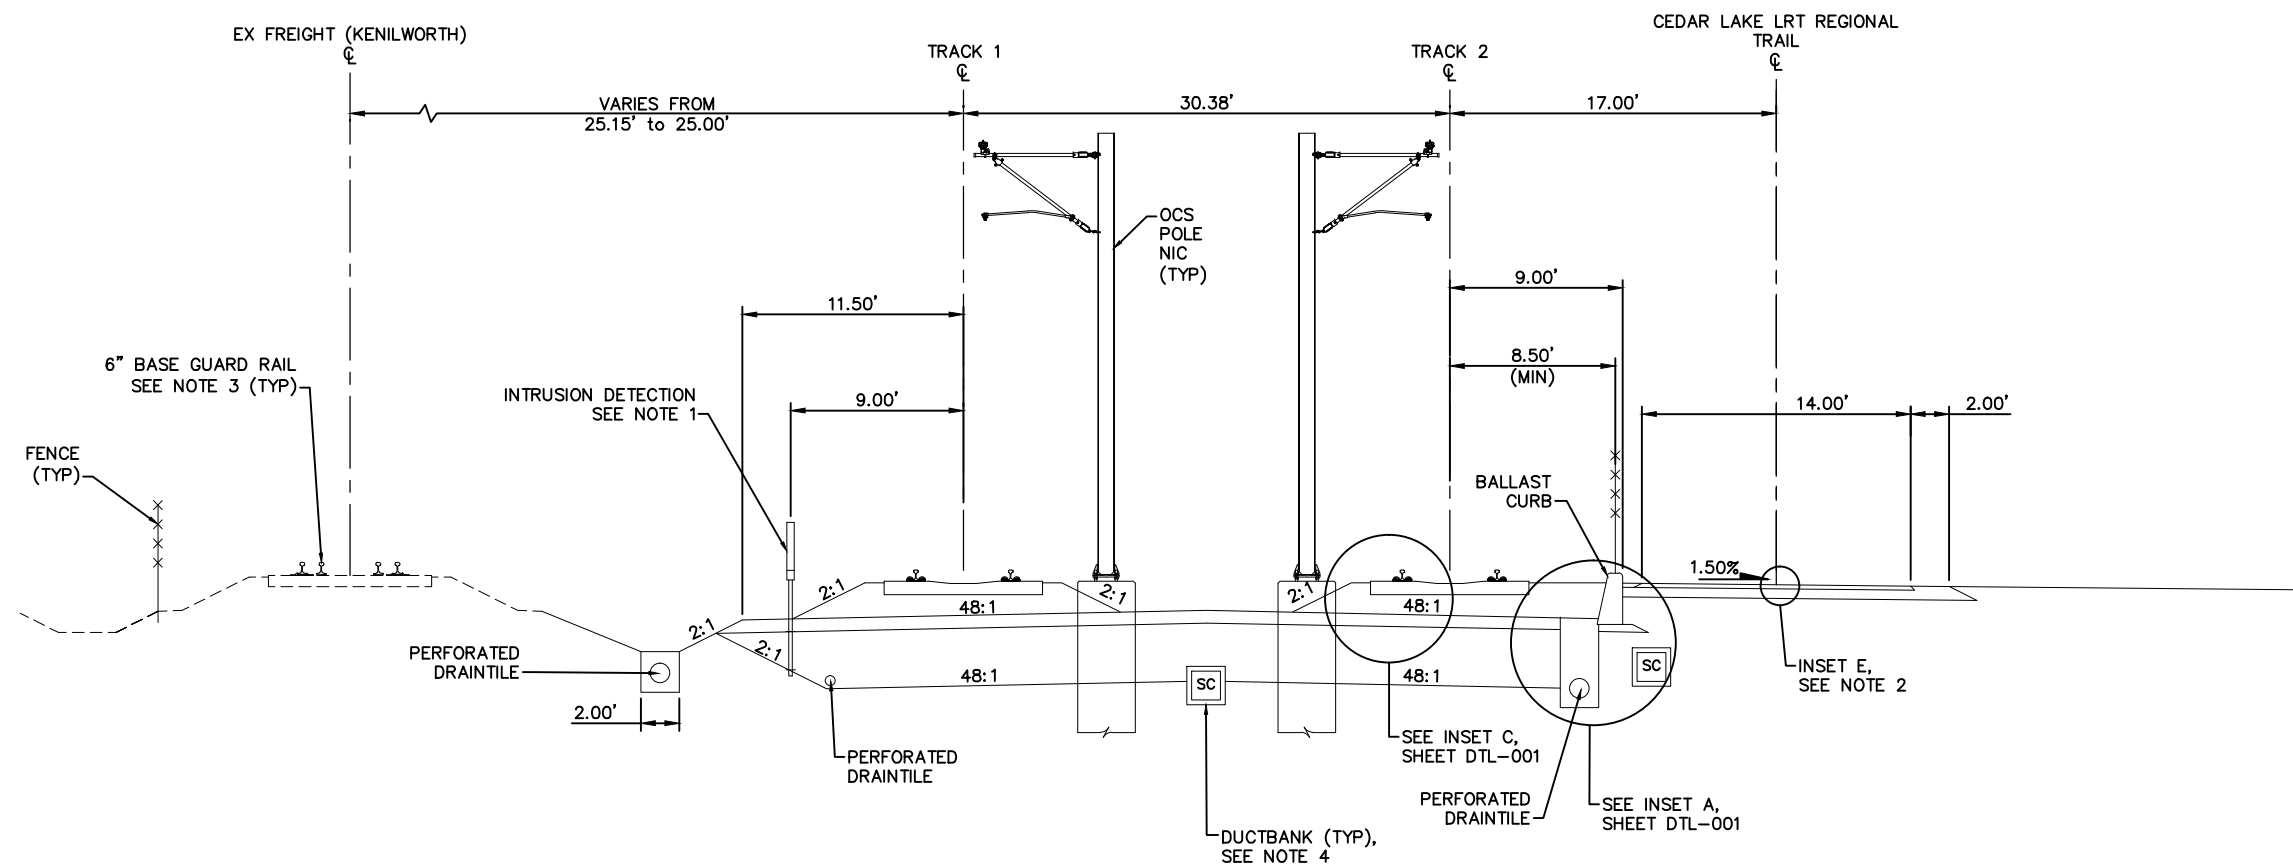 EX FREIGHT (KENILWORTH)
℄
TRACK 1
℄
TRACK 2
℄
CEDAR LAKE LRT REGIONAL
TRAIL
℄
VARIES FROM
25.15' to 25.00'
30.38'
17.00'
OCS
POLE
NIC
(TYP)
11.50'
9.00'
8.50'
(MIN)
6" BASE GUARD RAIL
SEE NOTE 3 (TYP)
INTRUSION DETECTION
SEE NOTE 1
9.00'
14.00'
2.00'
FENCE
(TYP)
BALLAST
CURB
1.50%
2:1
48:1
2:1
2:1
48:1
2:1
2:1
PERFORATED
DRAINTILE
48:1
SC
48:1
SC
INSET E,
SEE NOTE 2
2.00'
PERFORATED
DRAINTILE
SEE INSET C,
SHEET DTL-001
PERFORATED
DRAINTILE
SEE INSET A,
SHEET DTL-001
DUCTBANK (TYP),
SEE NOTE 4